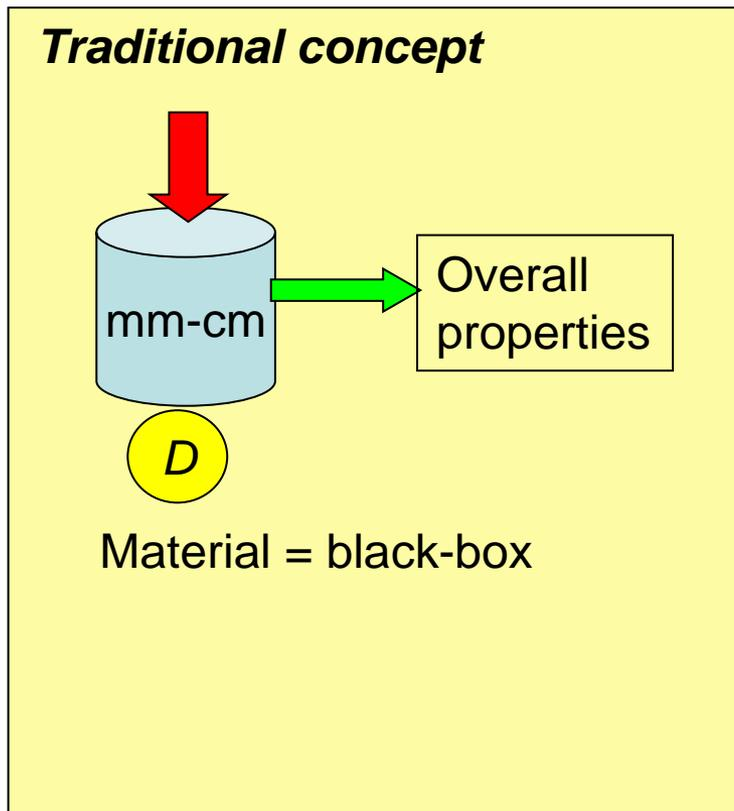 Traditional concept
mm-cm
Overall
properties
D
Material = black-box